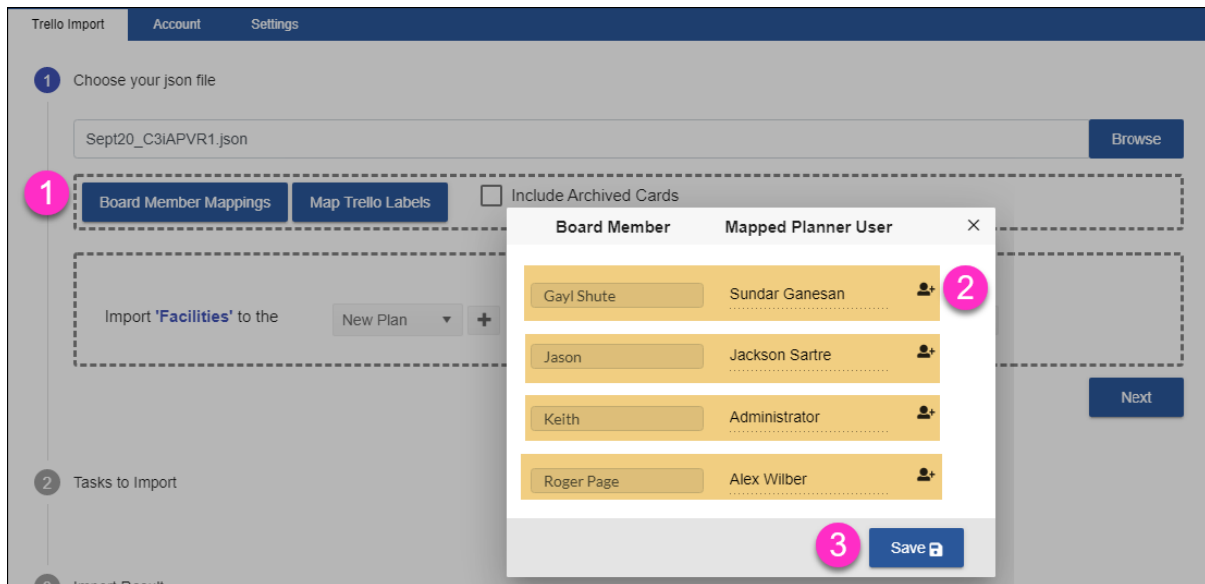 Trello Import Account Settings
1 Choose your json file
Sept20_C3iAPVR1.json Browse
1 Board Member Mappings Map Trello Labels Include Archived Cards
Board Member Mapped Planner User
Gayl Shute Sundar Ganesan 2
Import 'Facilities' to the New Plan
Jason Jackson Sartre
Next
Keith Administrator
2 Tasks to Import
Roger Page Alex Wilber
3 Save
Import Result